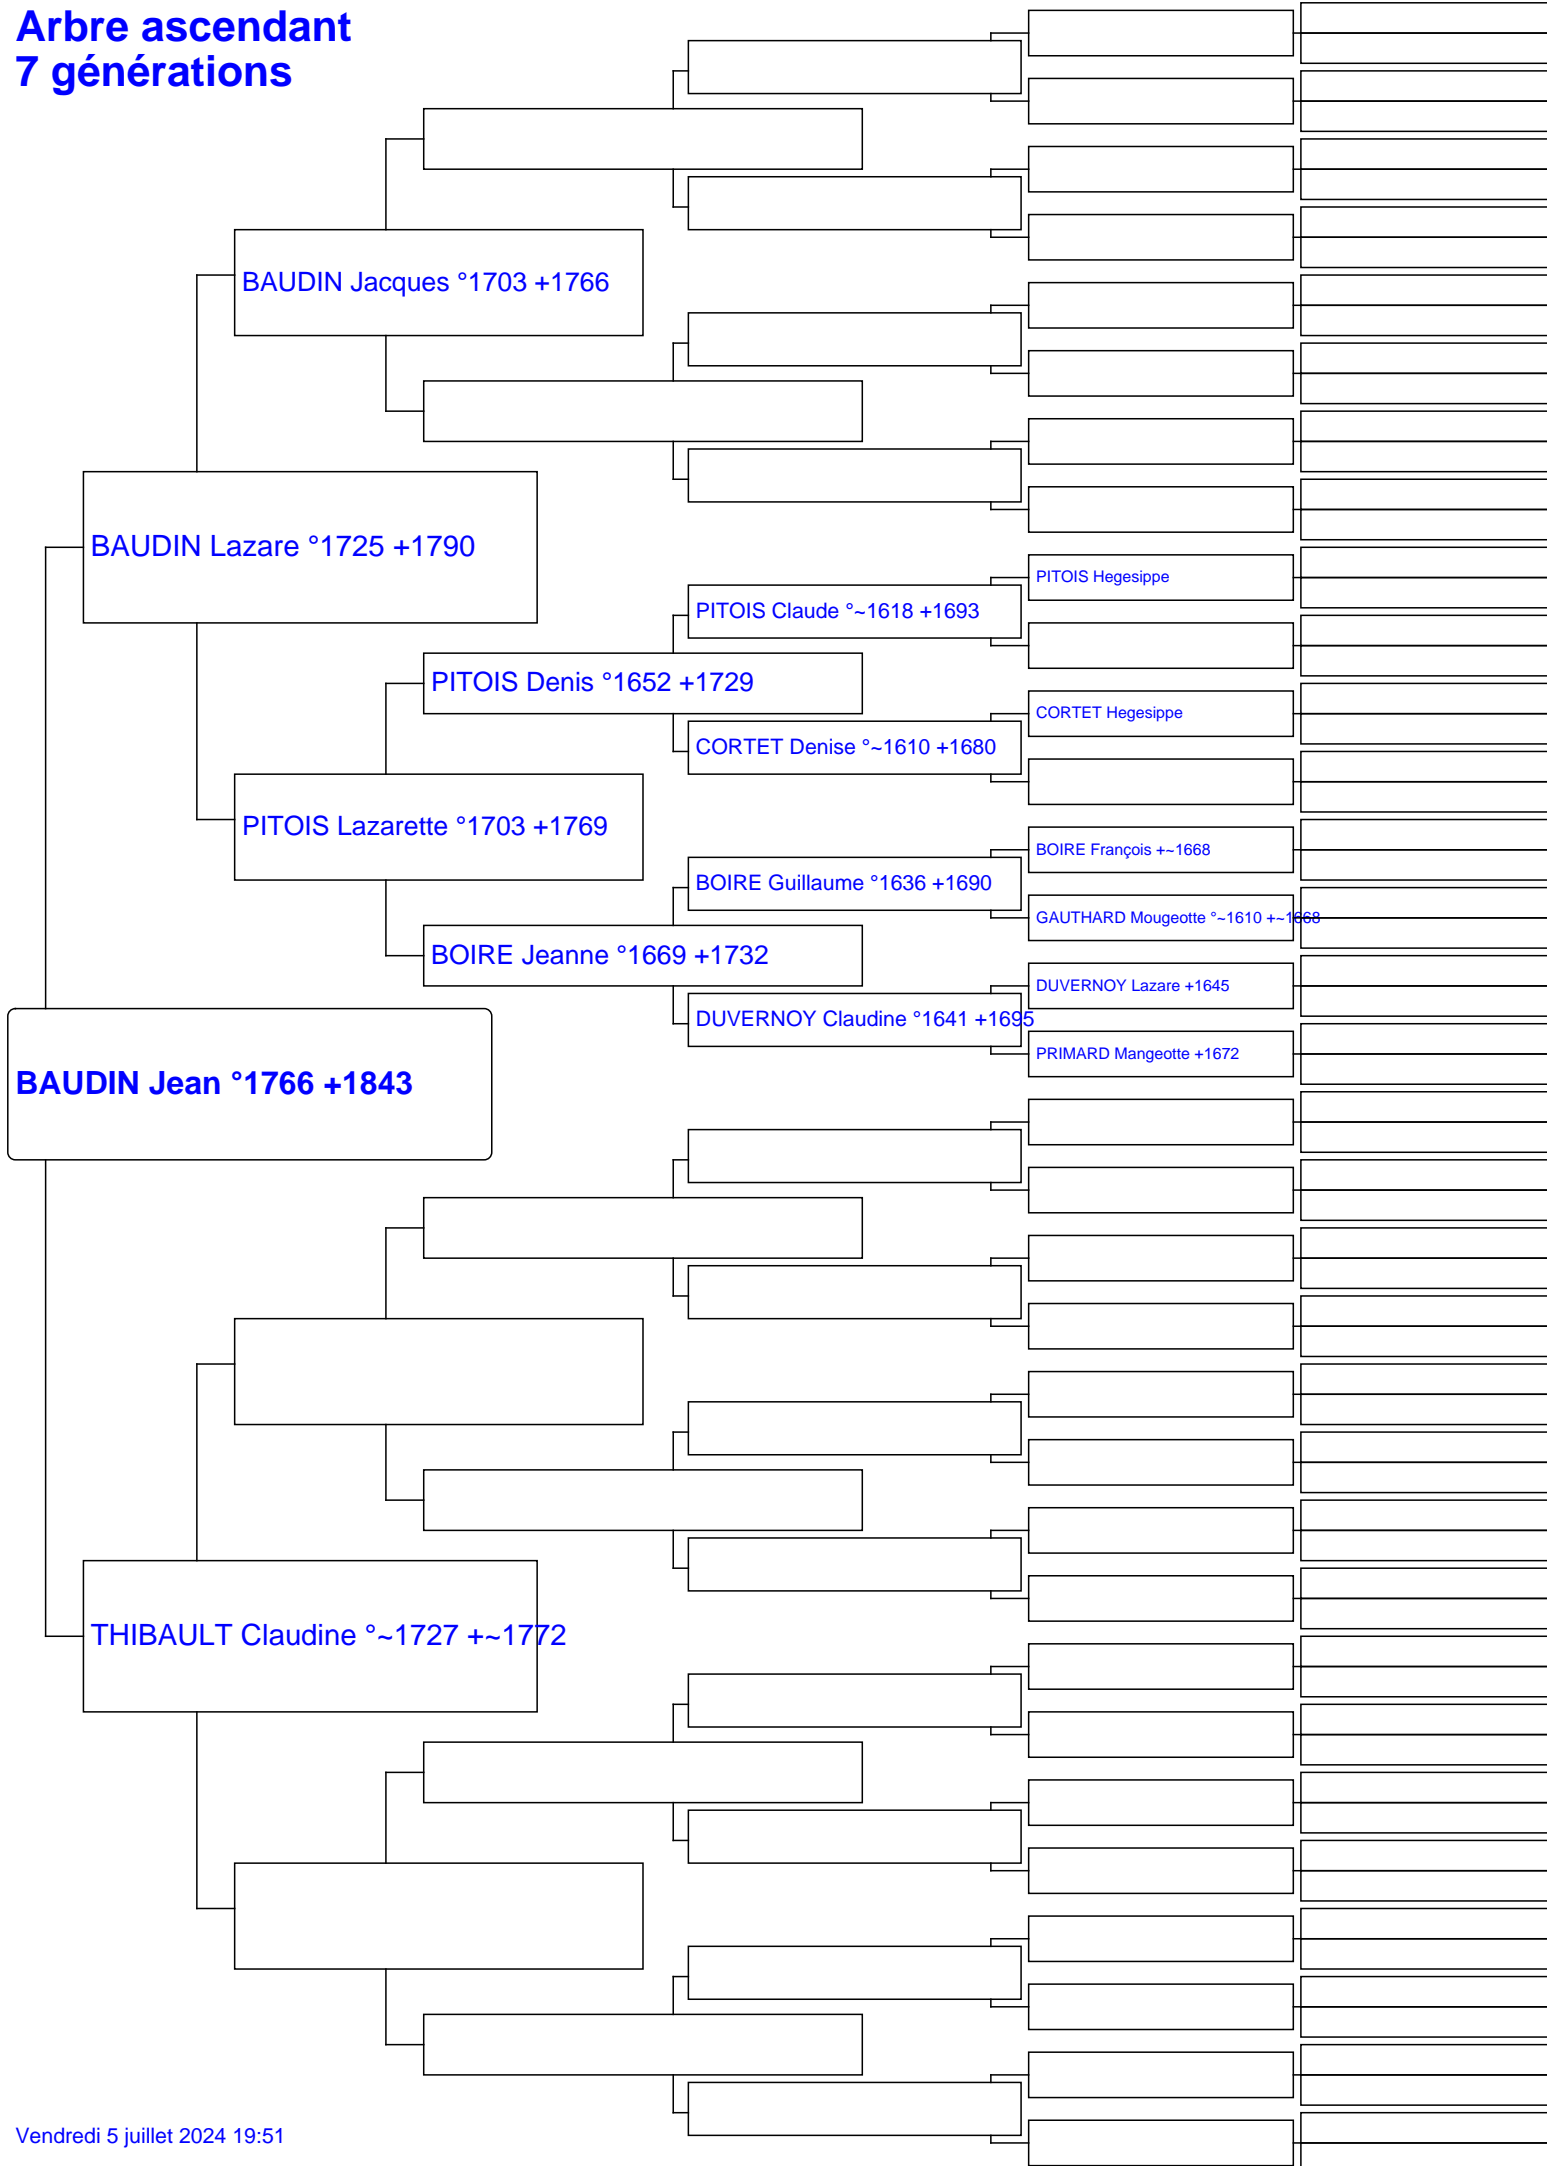 Arbre ascendant
7 générations
BAUDIN Jacques °1703 +1766
BAUDIN Lazare °1725 +1790
PITOIS Hegesippe
PITOIS Claude °~1618 +1693
PITOIS Denis °1652 +1729
CORTET Hegesippe
CORTET Denise °~1610 +1680
PITOIS Lazarette °1703 +1769
BOIRE François +~1668
BOIRE Guillaume °1636 +1690
GAUTHARD Mougeotte °~1610 +~1668
BOIRE Jeanne °1669 +1732
DUVERNOY Lazare +1645
DUVERNOY Claudine °1641 +1695
PRIMARD Mangeotte +1672
BAUDIN Jean °1766 +1843
THIBAULT Claudine °~1727 +~1772
Vendredi 5 juillet 2024 19:51